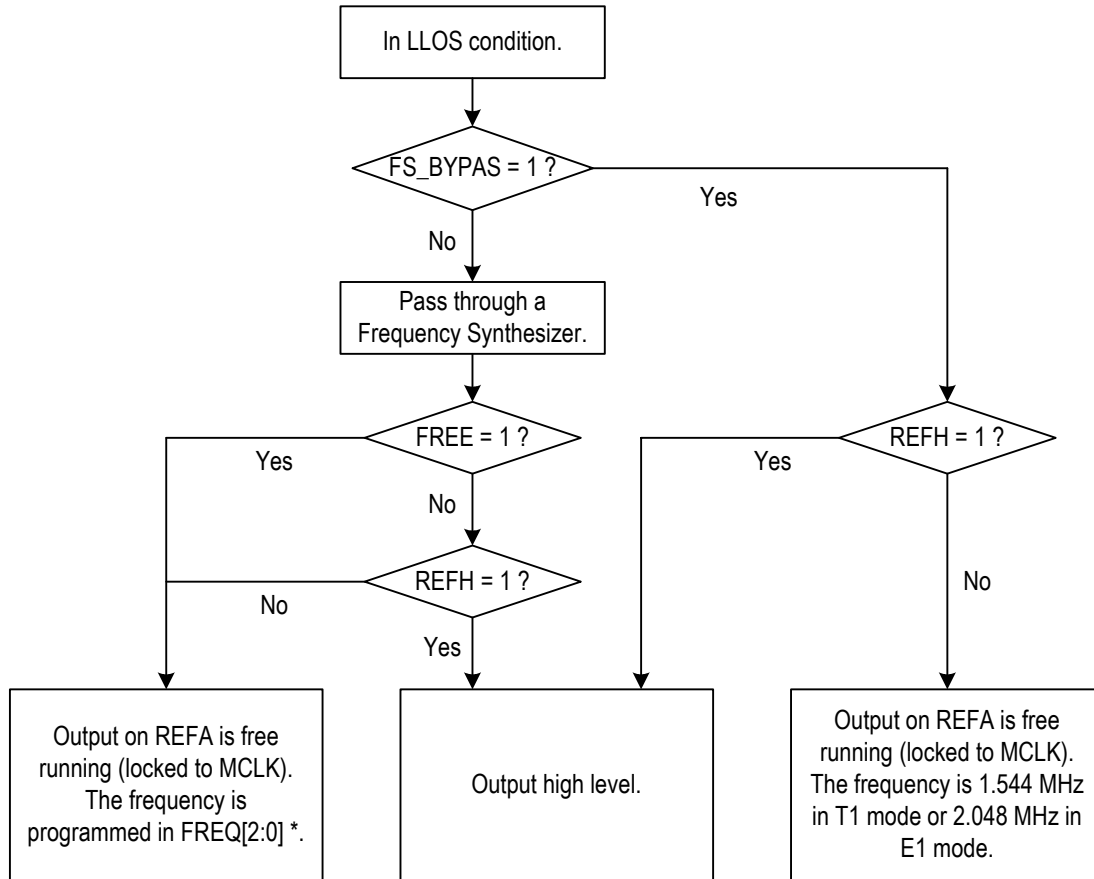 In LLOS condition.
FS_BYPAS = 1 ?
Yes
No
Pass through a
Frequency Synthesizer.
FREE = 1 ?
REFH = 1 ?
Yes
Yes
No
REFH = 1 ?
No
No
Yes
Output on REFA is free
running (locked to MCLK).
The frequency is
programmed in FREQ[2:0] *.
Output high level.
Output on REFA is free
running (locked to MCLK).
The frequency is 1.544 MHz
in T1 mode or 2.048 MHz in
E1 mode.